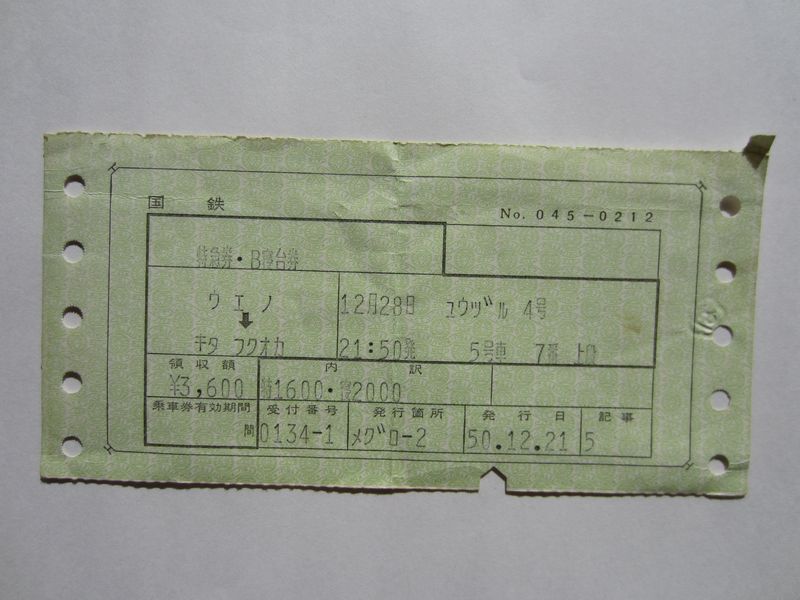 国鉄
No. 045-0212
特急券・B寝台券
ウエノ 12月28日 ユウヅル 4号
キタ フクオカ 21:50発 5号車 7番 上段
領収額 内訳
¥3,600 特1600・寝2000
乗車券有効期間 受付番号 発行箇所 発行日 記事
間 0134-1 メグロ-2 50.12.21 5